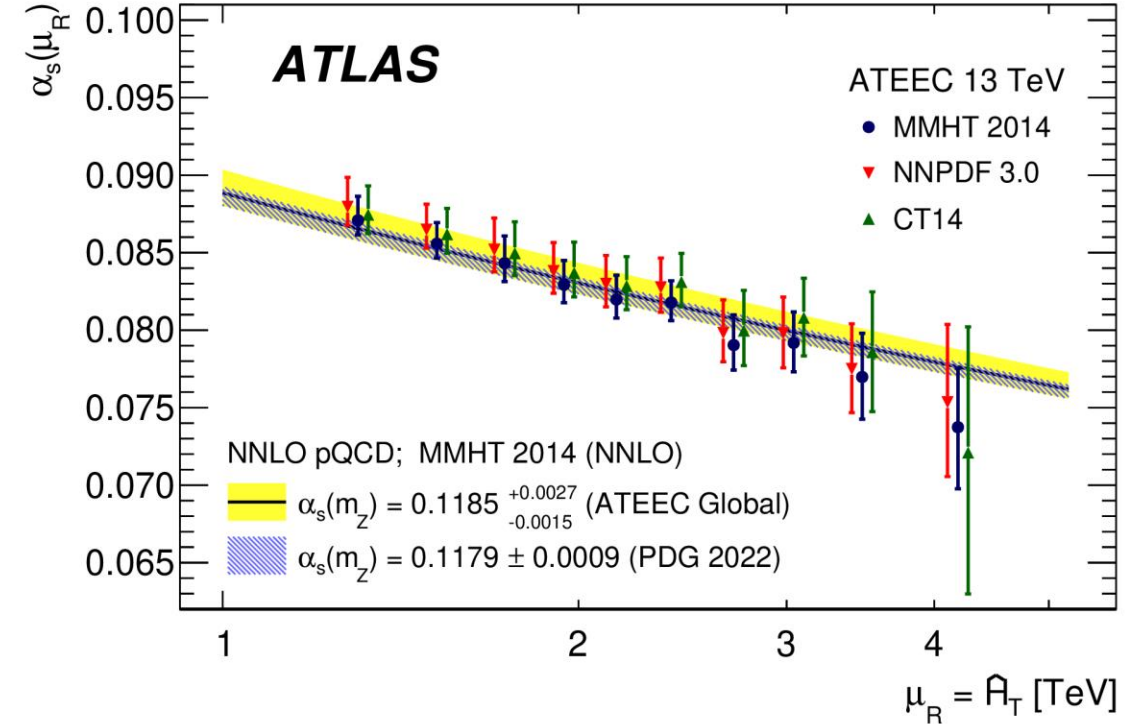 α_s(μ_R)
0.100
0.095
0.090
0.085
0.080
0.075
0.070
0.065
ATLAS
ATEEC 13 TeV
MMHT 2014
NNPDF 3.0
CT14
NNLO pQCD; MMHT 2014 (NNLO)
α_s(m_Z) = 0.1185 +0.0027 -0.0015 (ATEEC Global)
α_s(m_Z) = 0.1179 ± 0.0009 (PDG 2022)
1 2 3 4
μ_R = Ĥ_T [TeV]